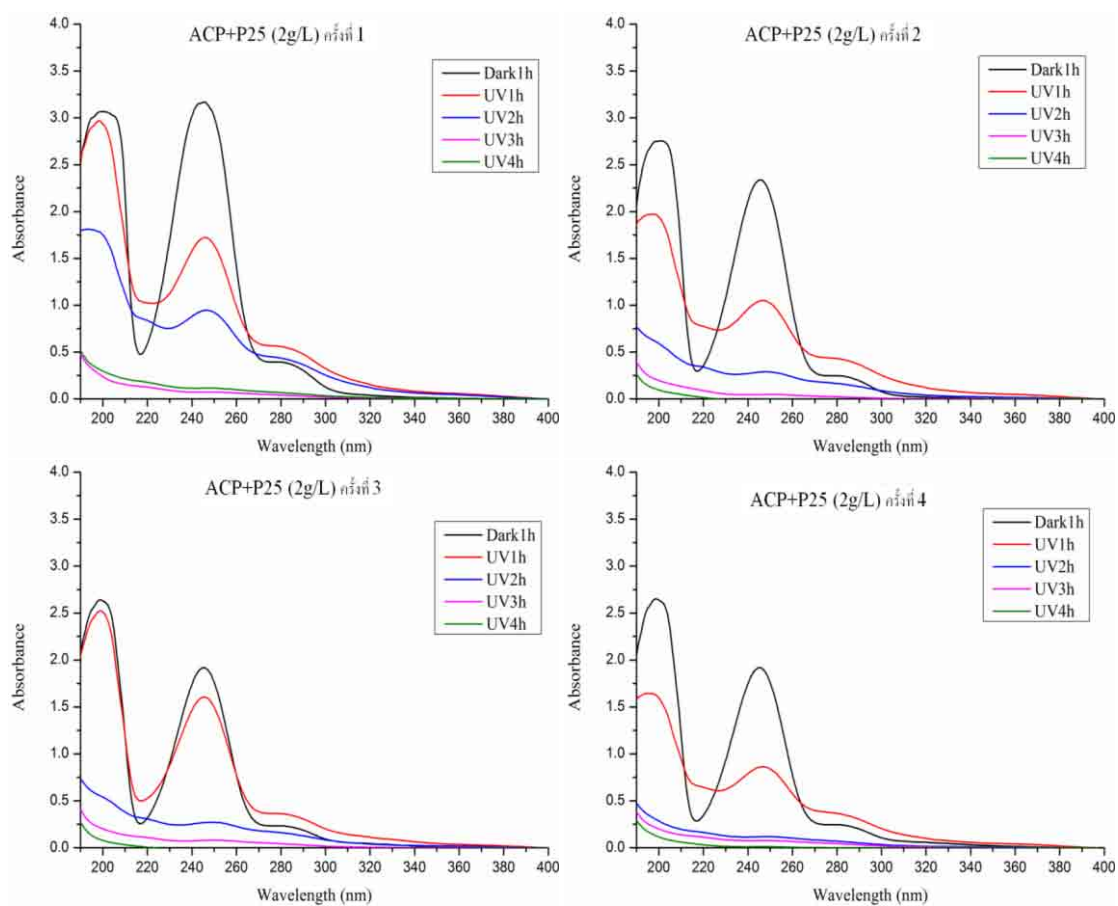 ACP+P25 (2g/L) ครั้งที่ 1
Dark1h
UV1h
UV2h
UV3h
UV4h
4.0
3.5
3.0
2.5
2.0
1.5
1.0
0.5
0.0
Absorbance
200 220 240 260 280 300 320 340 360 380 400
Wavelength (nm)
ACP+P25 (2g/L) ครั้งที่ 2
Dark1h
UV1h
UV2h
UV3h
UV4h
4.0
3.5
3.0
2.5
2.0
1.5
1.0
0.5
0.0
Absorbance
200 220 240 260 280 300 320 340 360 380 400
Wavelength (nm)
ACP+P25 (2g/L) ครั้งที่ 3
Dark1h
UV1h
UV2h
UV3h
UV4h
4.0
3.5
3.0
2.5
2.0
1.5
1.0
0.5
0.0
Absorbance
200 220 240 260 280 300 320 340 360 380 400
Wavelength (nm)
ACP+P25 (2g/L) ครั้งที่ 4
Dark1h
UV1h
UV2h
UV3h
UV4h
4.0
3.5
3.0
2.5
2.0
1.5
1.0
0.5
0.0
Absorbance
200 220 240 260 280 300 320 340 360 380 400
Wavelength (nm)